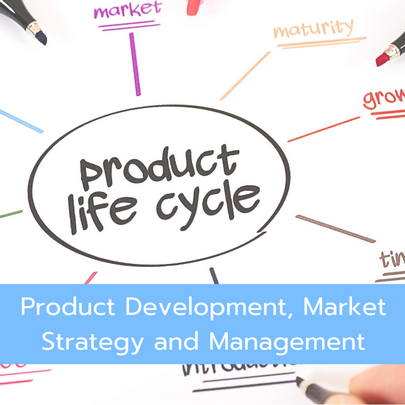 market
maturity
product
life cycle
Product Development, Market
Strategy and Management